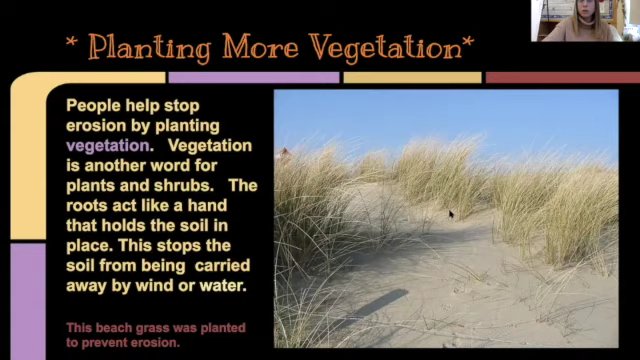 * Planting More Vegetation*
People help stop
erosion by planting
vegetation. Vegetation
is another word for
plants and shrubs. The
roots act like a hand
that holds the soil in
place. This stops the
soil from being carried
away by wind or water.
This beach grass was planted
to prevent erosion.